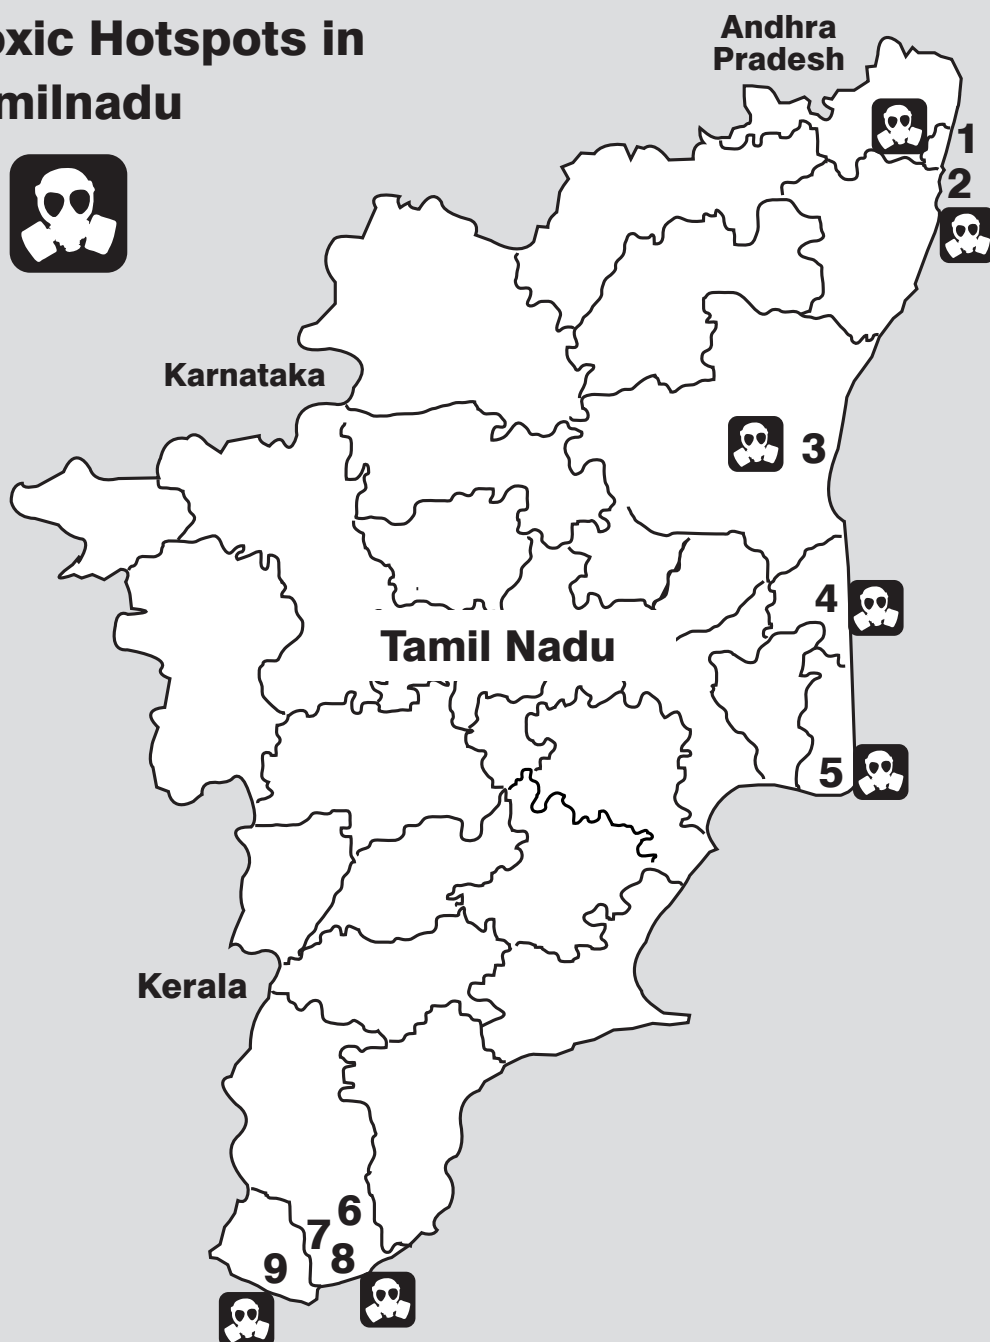 oxic Hotspots in
milnadu
Andhra
Pradesh
1
2
Karnataka
3
4
Tamil Nadu
5
Kerala
6
7
8
9